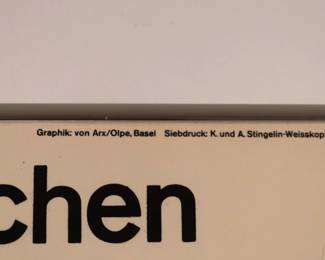 Graphik: von Arx/Olpe, Basel Siebdruck: K. und A. Stingelin-Weisskop
chen